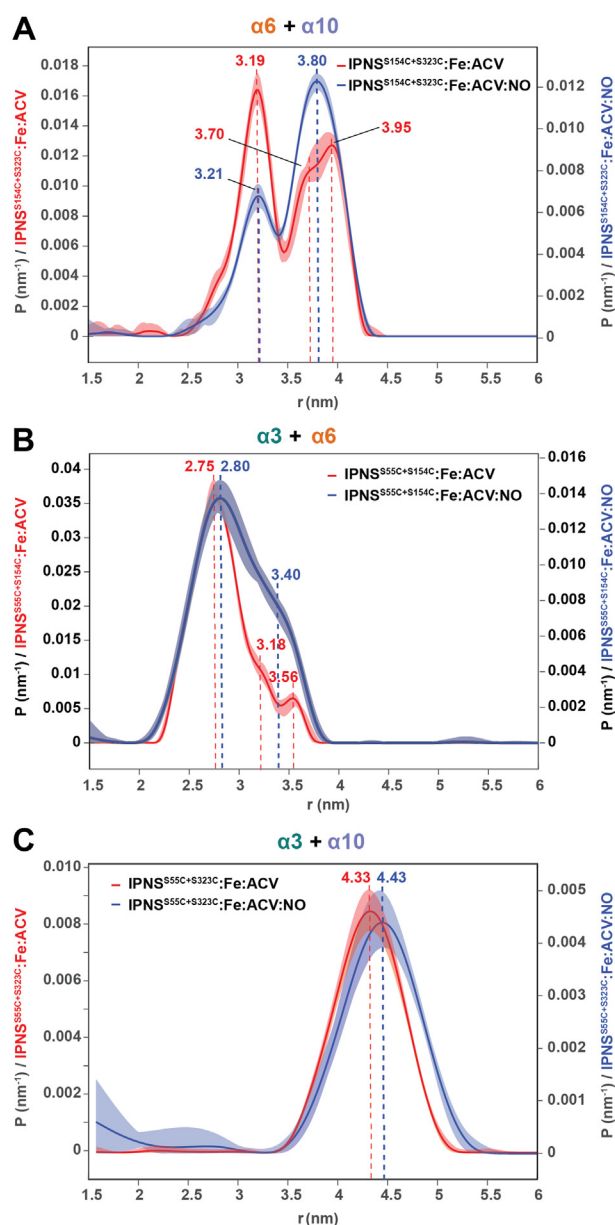 A
α6 + α10
3.19
3.80
IPNS^S154C+S323C:Fe:ACV
IPNS^S154C+S323C:Fe:ACV:NO
3.70
3.95
3.21
0.018
0.016
0.014
0.012
0.010
0.008
0.006
0.004
0.002
0
0.012
0.010
0.008
0.006
0.004
0.002
0
P (nm⁻¹) / IPNS^S154C+S323C:Fe:ACV
P (nm⁻¹) / IPNS^S154C+S323C:Fe:ACV:NO
1.5 2 2.5 3 3.5 4 4.5 5 5.5 6
r (nm)
B
α3 + α6
2.75 2.80
IPNS^S55C+S154C:Fe:ACV
IPNS^S55C+S154C:Fe:ACV:NO
3.40
3.18
3.56
0.04
0.035
0.03
0.025
0.02
0.015
0.01
0.005
0
0.016
0.014
0.012
0.010
0.008
0.006
0.004
0.002
0
P (nm⁻¹) / IPNS^S55C+S154C:Fe:ACV
P (nm⁻¹) / IPNS^S55C+S154C:Fe:ACV:NO
1.5 2 2.5 3 3.5 4 4.5 5 5.5 6
r (nm)
C
α3 + α10
IPNS^S55C+S323C:Fe:ACV
IPNS^S55C+S323C:Fe:ACV:NO
4.33 4.43
0.010
0.008
0.006
0.004
0.002
0
0.005
0.004
0.003
0.002
0.001
0
P (nm⁻¹) / IPNS^S55C+S323C:Fe:ACV
P (nm⁻¹) / IPNS^S55C+S323C:Fe:ACV:NO
1.5 2 2.5 3 3.5 4 4.5 5 5.5 6
r (nm)